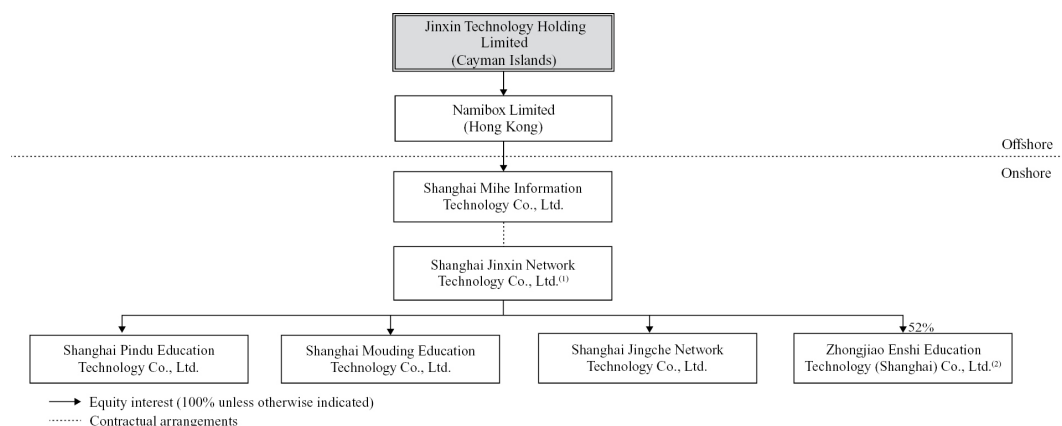 Jinxin Technology Holding
Limited
(Cayman Islands)
Namibox Limited
(Hong Kong)
Offshore
Onshore
Shanghai Mihe Information
Technology Co., Ltd.
Shanghai Jinxin Network
Technology Co., Ltd.(1)
52%
Shanghai Pindu Education
Technology Co., Ltd.
Shanghai Mouding Education
Technology Co., Ltd.
Shanghai Jingche Network
Technology Co., Ltd.
Zhongjiao Enshi Education
Technology (Shanghai) Co., Ltd.(2)
Equity interest (100% unless otherwise indicated)
Contractual arrangements